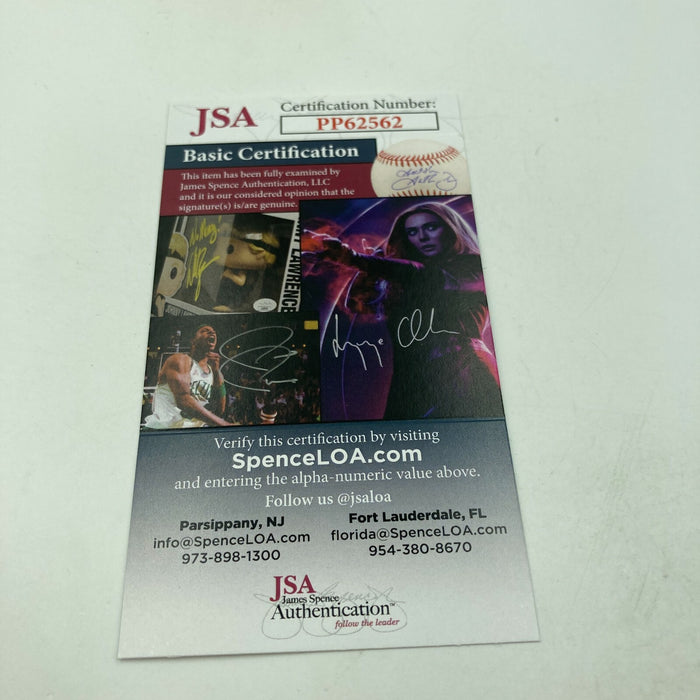 JSA
Certification Number:
PP62562
Basic Certification
This item has been fully examined by
James Spence Authentication, LLC
and it is our considered opinion that the
signature(s) is/are genuine.
LAWRENCE
Verify this certification by visiting
SpenceLOA.com
and entering the alpha-numeric value above.
Follow us @jsaloa
Parsippany, NJ
info@SpenceLOA.com
973-898-1300
Fort Lauderdale, FL
florida@SpenceLOA.com
954-380-8670
JSA
James Spence
Authentication™
follow the leader